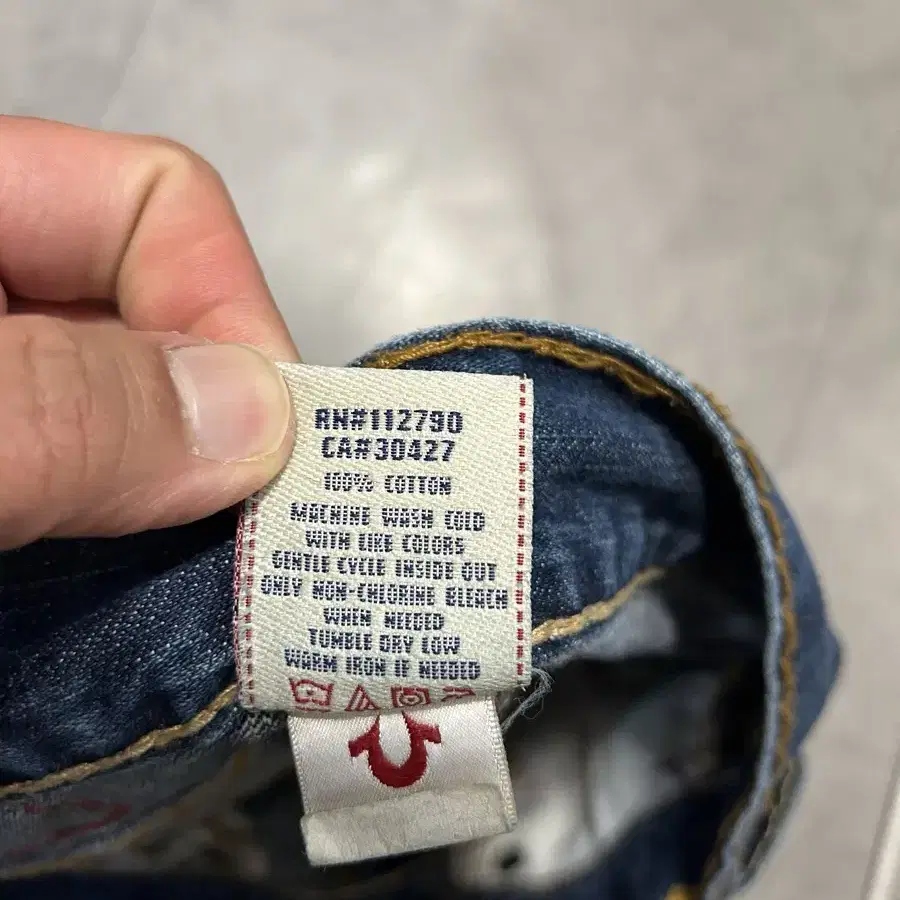 RN#112790
CA#30427
100% COTTON
MACHINE WASH COLD
WITH LIKE COLORS
GENTLE CYCLE INSIDE OUT
ONLY NON-CHLORINE BLEACH
WHEN NEEDED
TUMBLE DRY LOW
WARM IRON IF NEEDED